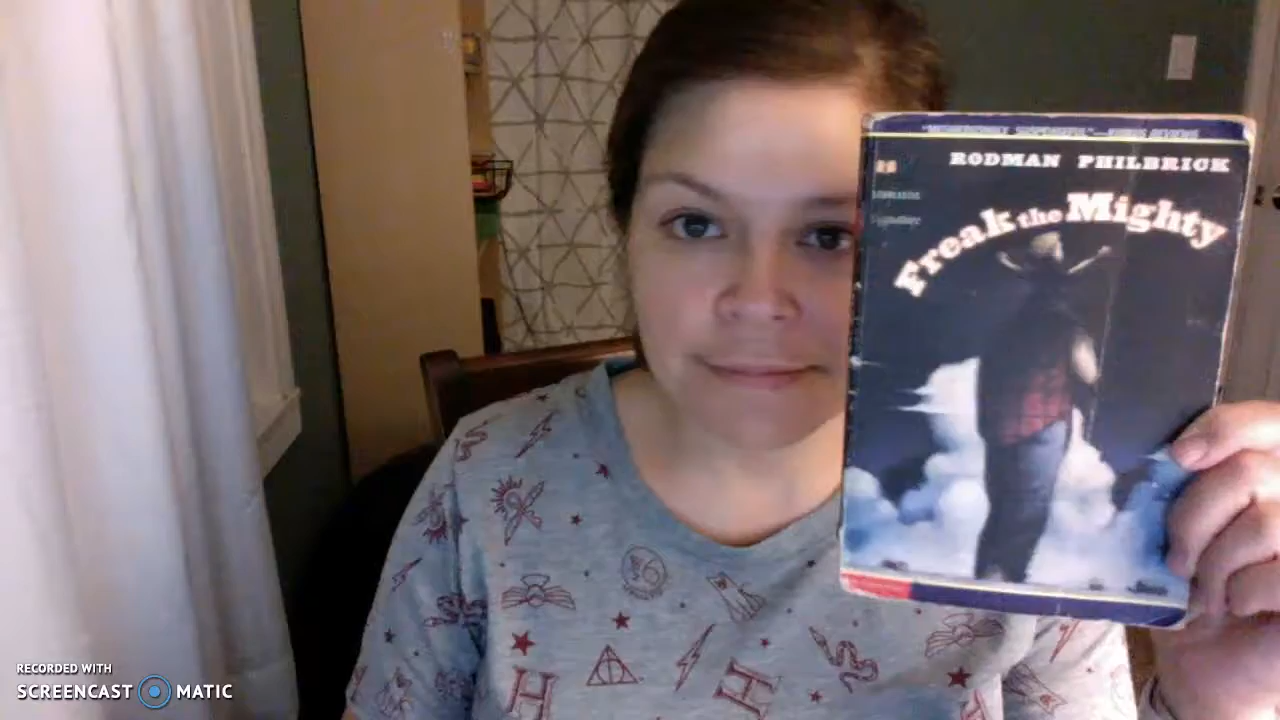 RODMAN PHILBRICK
Freak the Mighty
H
H
RECORDED WITH
SCREENCAST MATIC